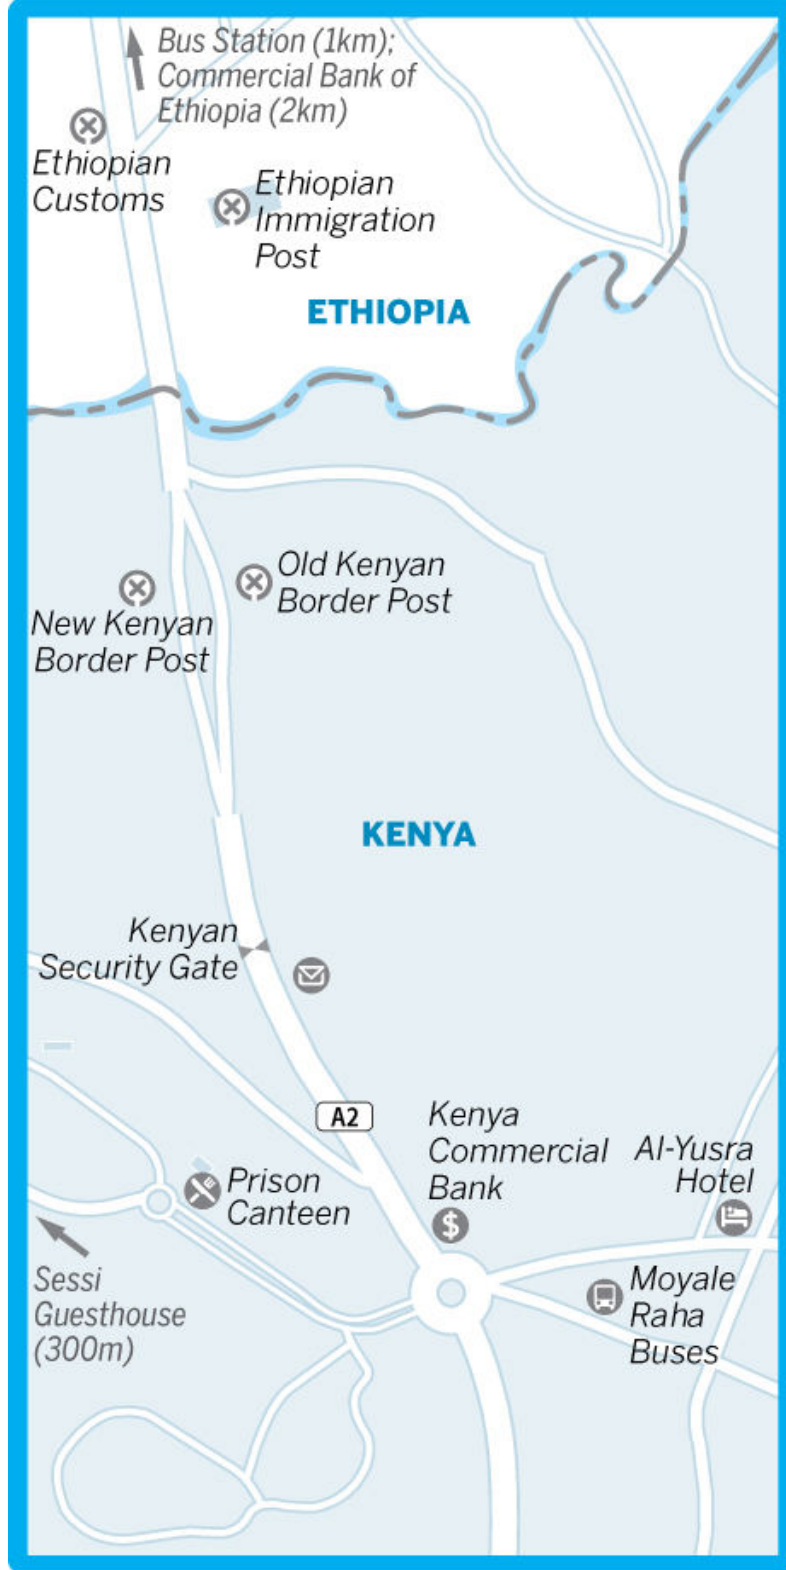 Bus Station (1km);
Commercial Bank of
Ethiopia (2km)
Ethiopian
Customs
Ethiopian
Immigration
Post
ETHIOPIA
Old Kenyan
Border Post
New Kenyan
Border Post
KENYA
Kenyan
Security Gate
A2
Kenya
Commercial
Bank
$
Al-Yusra
Hotel
Prison
Canteen
Sessi
Guesthouse
(300m)
Moyale
Raha
Buses